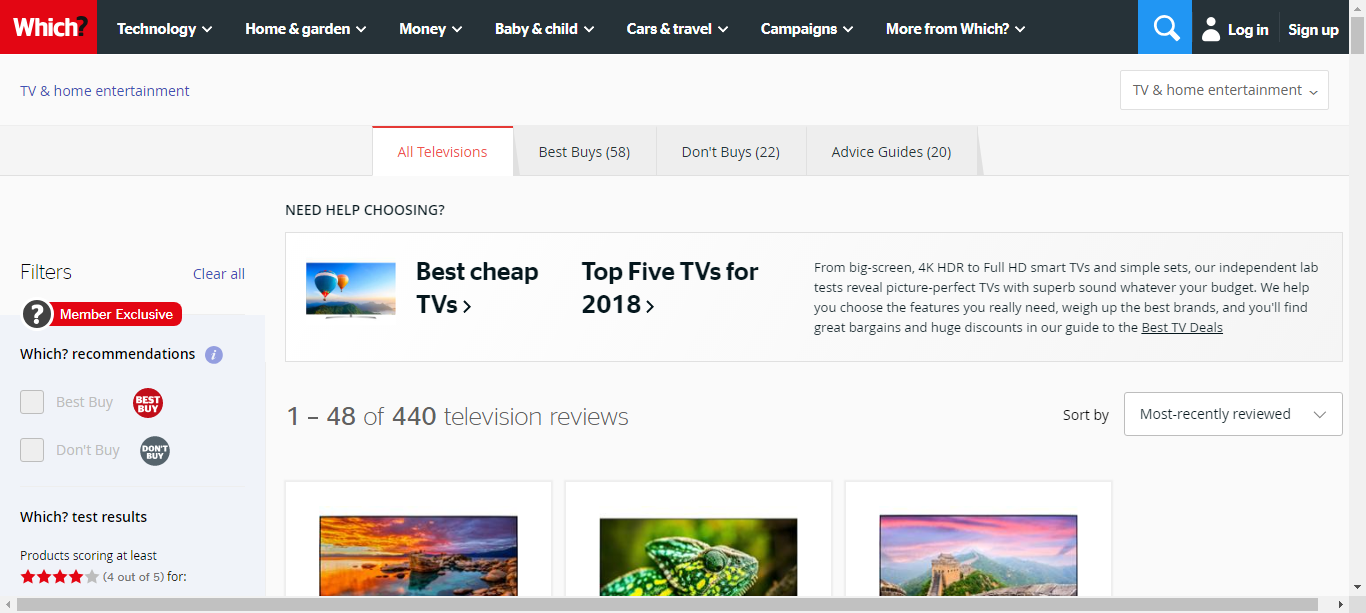 Which?
Technology
Home & garden
Money
Baby & child
Cars & travel
Campaigns
More from Which?
Log in
Sign up
TV & home entertainment
TV & home entertainment
All Televisions
Best Buys (58)
Don't Buys (22)
Advice Guides (20)
NEED HELP CHOOSING?
Best cheap
TVs
Top Five TVs for
2018
From big-screen, 4K HDR to Full HD smart TVs and simple sets, our independent lab
tests reveal picture-perfect TVs with superb sound whatever your budget. We help
you choose the features you really need, weigh up the best brands, and you'll find
great bargains and huge discounts in our guide to the Best TV Deals
Filters
Clear all
? Member Exclusive
Which? recommendations i
Best Buy
BEST
BUY
Don't Buy
DON'T
BUY
Which? test results
Products scoring at least
(4 out of 5) for:
1 – 48 of 440 television reviews
Sort by
Most-recently reviewed